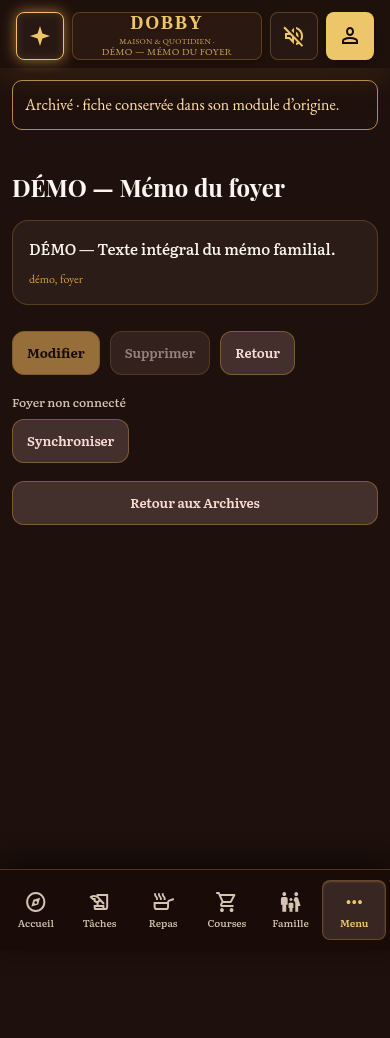 DOBBY
MAISON & QUOTIDIEN ·
DÉMO — MÉMO DU FOYER
Archivé · fiche conservée dans son module d’origine.
DÉMO — Mémo du foyer
DÉMO — Texte intégral du mémo familial.
démo, foyer
Modifier Supprimer Retour
Foyer non connecté
Synchroniser
Retour aux Archives
Accueil Tâches Repas Courses Famille Menu